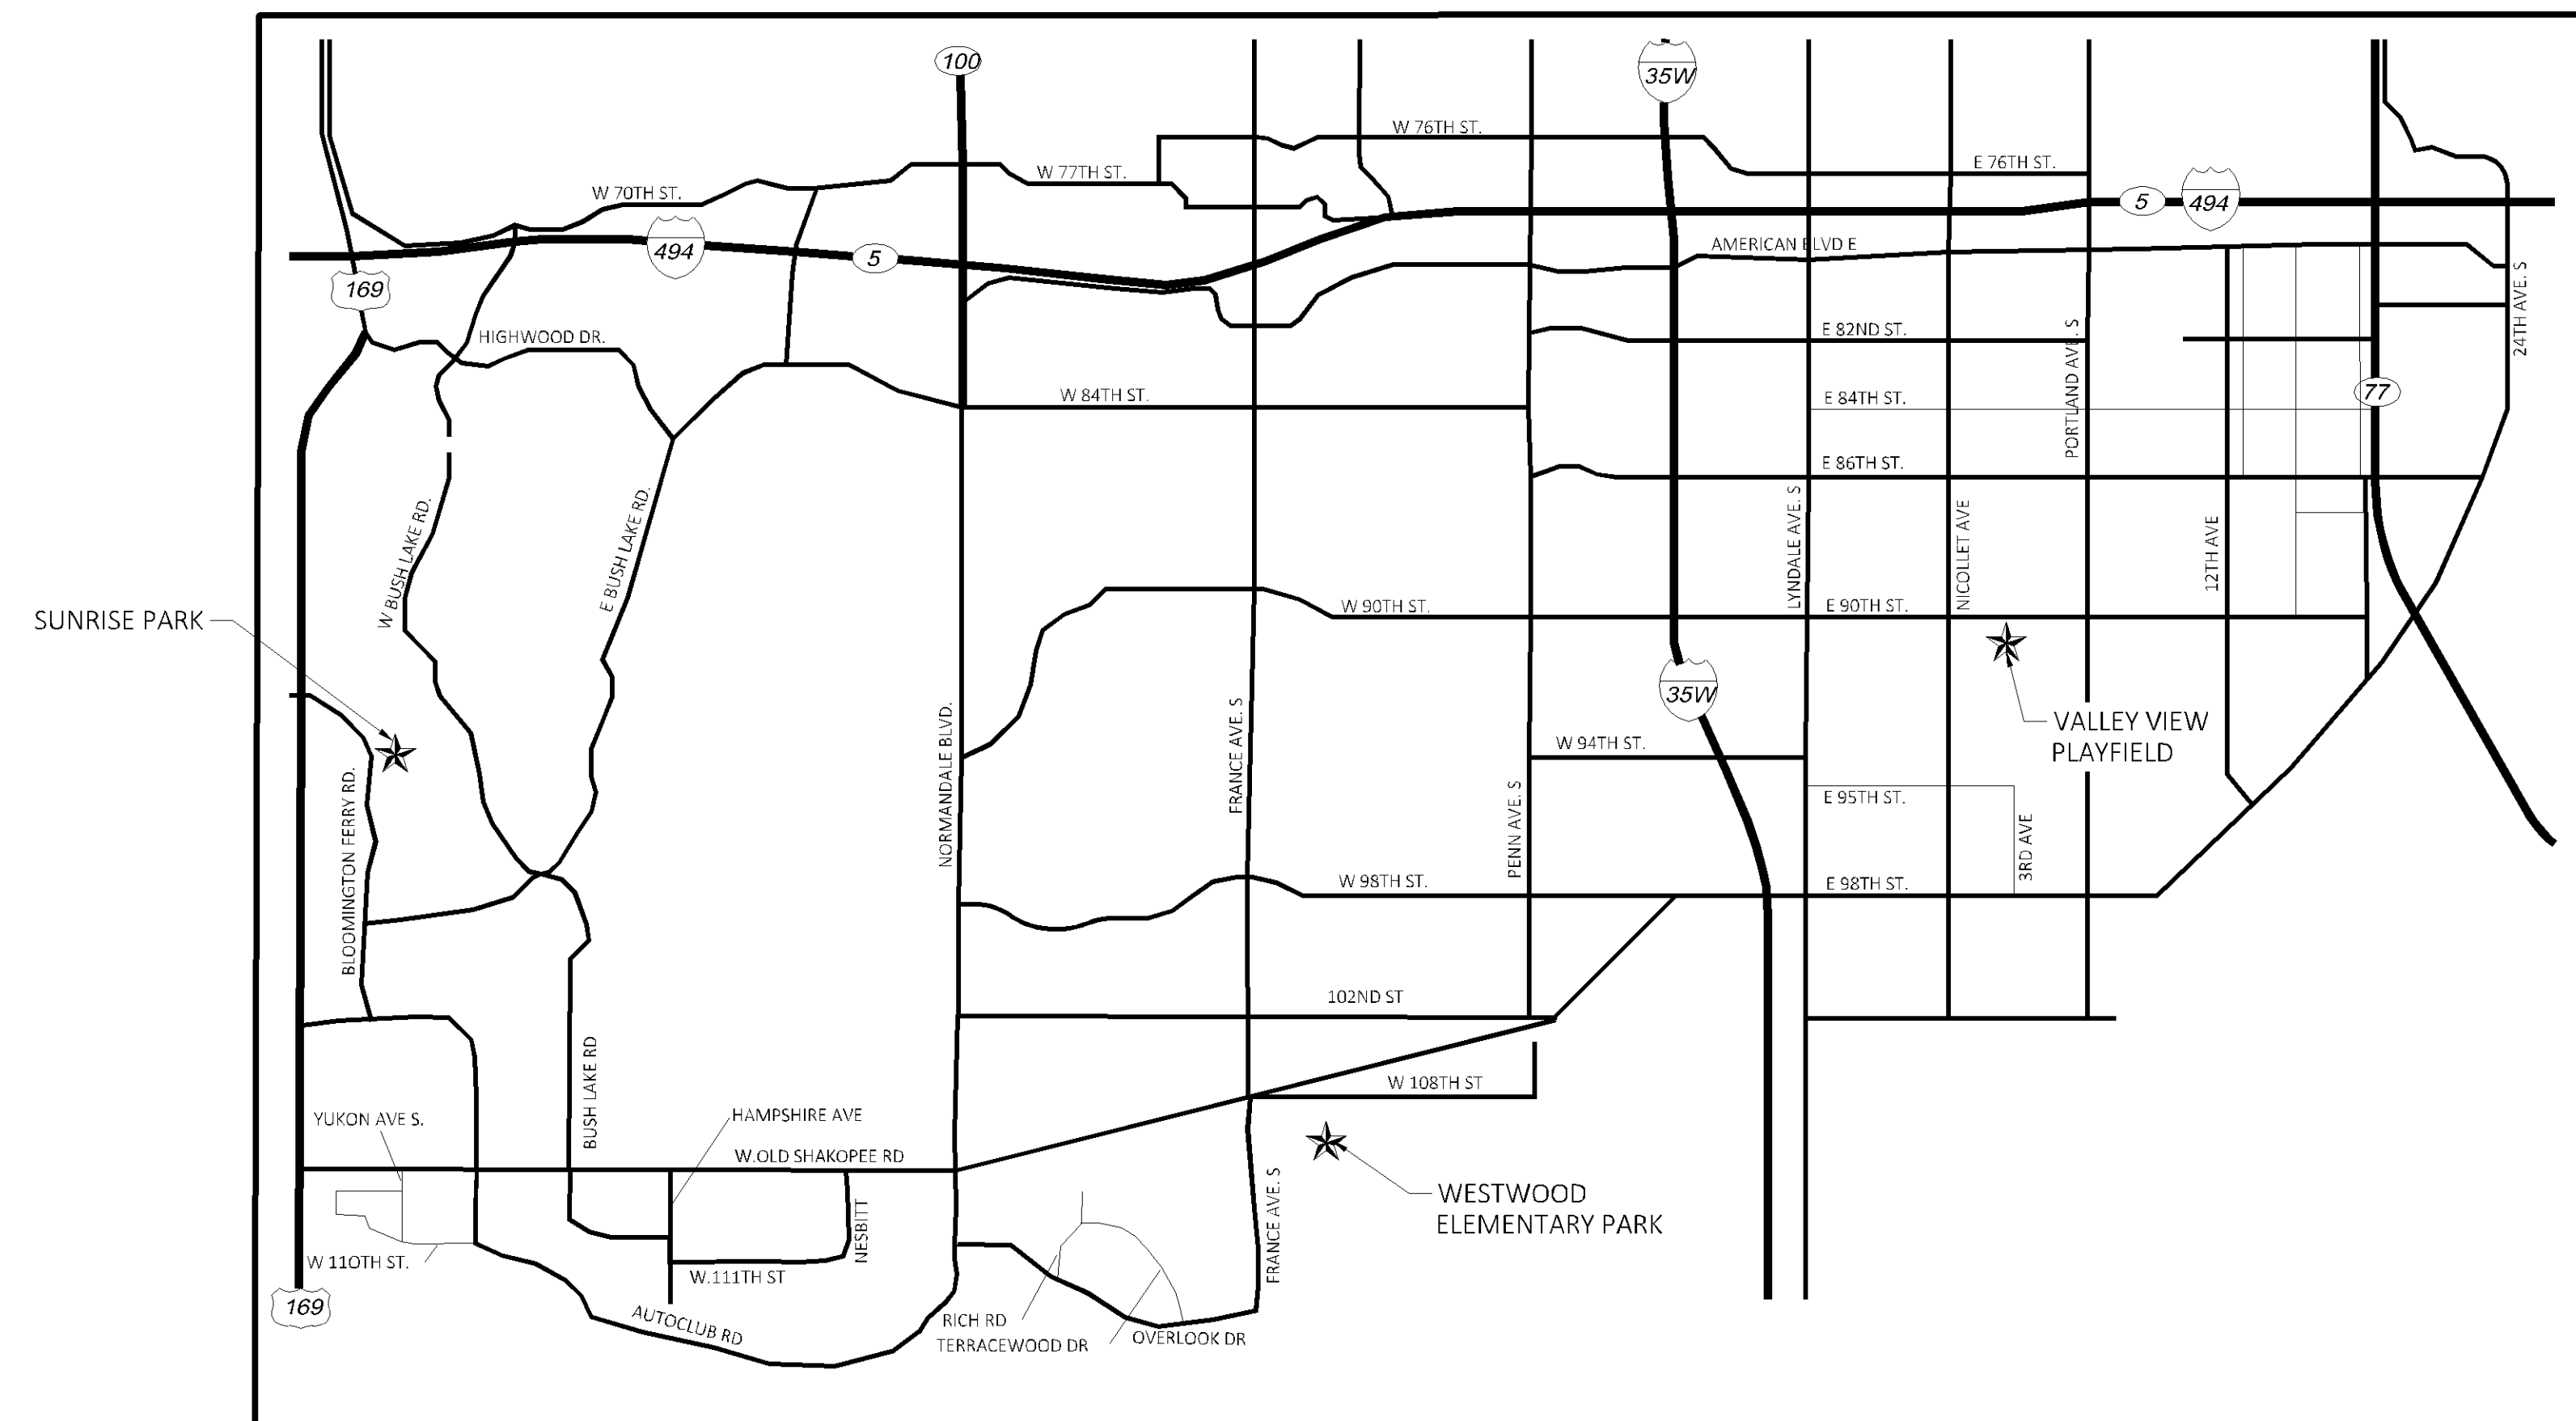 100
35W
W 76TH ST.
E 76TH ST.
W 77TH ST.
W 70TH ST.
5
494
494
5
AMERICAN BLVD E
169
24TH AVE. S
HIGHWOOD DR.
E 82ND ST.
PORTLAND AVE. S
W 84TH ST.
E 84TH ST.
77
E 86TH ST.
W BUSH LAKE RD.
E BUSH LAKE RD.
LYNDALE AVE. S
NICOLLET AVE
12TH AVE
SUNRISE PARK
W 90TH ST.
E 90TH ST.
35W
VALLEY VIEW
PLAYFIELD
NORMANDALE BLVD.
FRANCE AVE. S
W 94TH ST.
BLOOMINGTON FERRY RD.
PENN AVE. S
E 95TH ST.
3RD AVE
W 98TH ST.
E 98TH ST.
102ND ST
BUSH LAKE RD
W 108TH ST
YUKON AVE S.
HAMPSHIRE AVE
W.OLD SHAKOPEE RD
WESTWOOD
ELEMENTARY PARK
NESBITT
FRANCE AVE. S
W 110TH ST.
W.111TH ST
169
AUTOCLUB RD
RICH RD
TERRACEWOOD DR
OVERLOOK DR